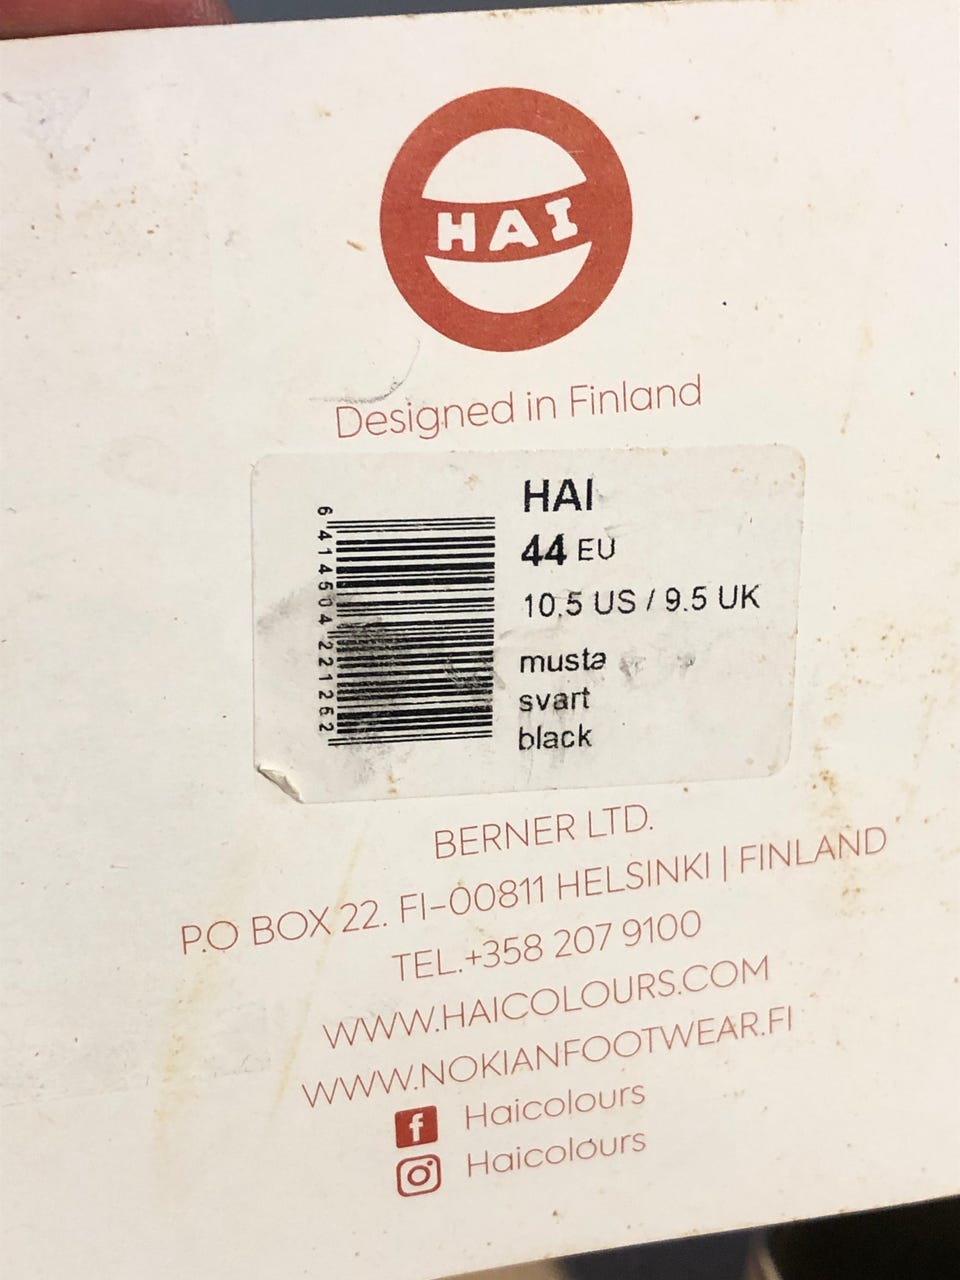 HAI
Designed in Finland
6 414504 221262
HAI
44 EU
10.5 US / 9.5 UK
musta
svart
black
BERNER LTD.
P.O BOX 22. FI-00811 HELSINKI | FINLAND
TEL.+358 207 9100
WWW.HAICOLOURS.COM
WWW.NOKIANFOOTWEAR.FI
f Haicolours
Haicolours